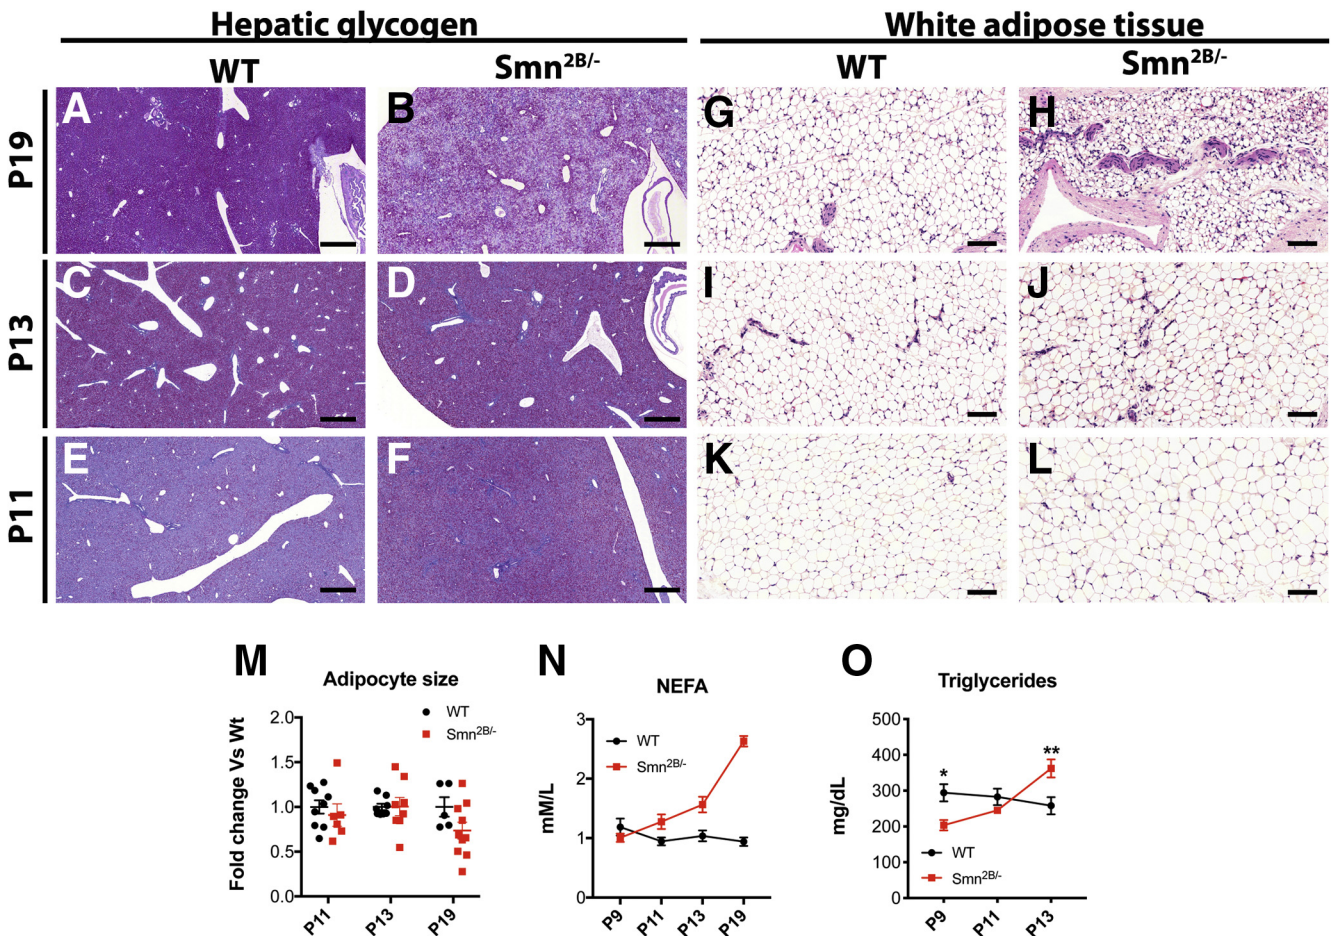 Hepatic glycogen
White adipose tissue
WT
Smn2B/-
WT
Smn2B/-
P19
A
B
G
H
P13
C
D
I
J
P11
E
F
K
L
M
Adipocyte size
WT
Smn2B/-
Fold change Vs Wt
2.0
1.5
1.0
0.5
0.0
P11
P13
P19
N
NEFA
WT
Smn2B/-
mM/L
3
2
1
0
P9
P11
P13
P19
O
Triglycerides
mg/dL
500
400
300
200
100
0
*
**
WT
Smn2B/-
P9
P11
P13